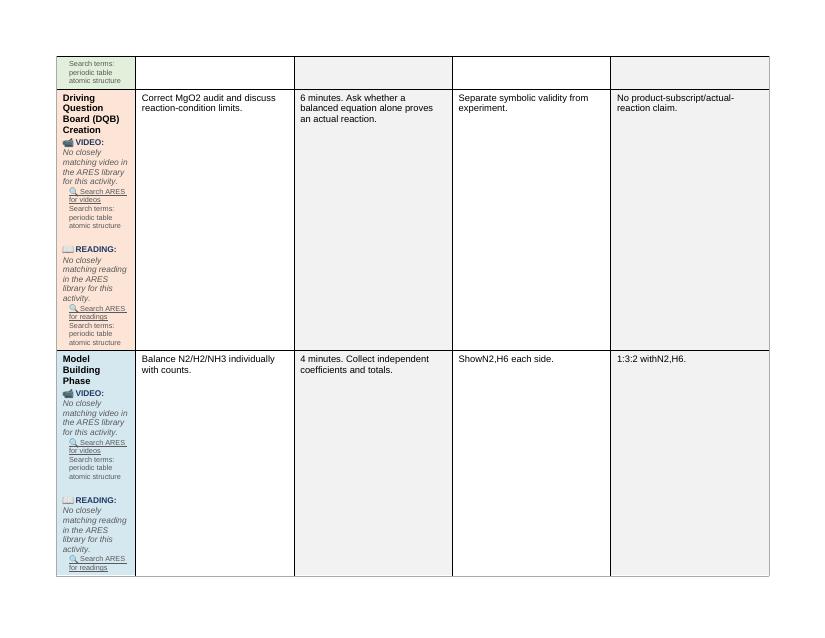 Search terms:
periodic table
atomic structure
Driving
Question
Board (DQB)
Creation
VIDEO:
No closely
matching video in
the ARES library
for this activity.
Search ARES
for videos
Search terms:
periodic table
atomic structure
READING:
No closely
matching reading
in the ARES
library for this
activity.
Search ARES
for readings
Search terms:
periodic table
atomic structure
Correct MgO2 audit and discuss
reaction-condition limits.
6 minutes. Ask whether a
balanced equation alone proves
an actual reaction.
Separate symbolic validity from
experiment.
No product-subscript/actual-
reaction claim.
Model
Building
Phase
VIDEO:
No closely
matching video in
the ARES library
for this activity.
Search ARES
for videos
Search terms:
periodic table
atomic structure
READING:
No closely
matching reading
in the ARES
library for this
activity.
Search ARES
for readings
Balance N2/H2/NH3 individually
with counts.
4 minutes. Collect independent
coefficients and totals.
ShowN2,H6 each side.
1:3:2 withN2,H6.